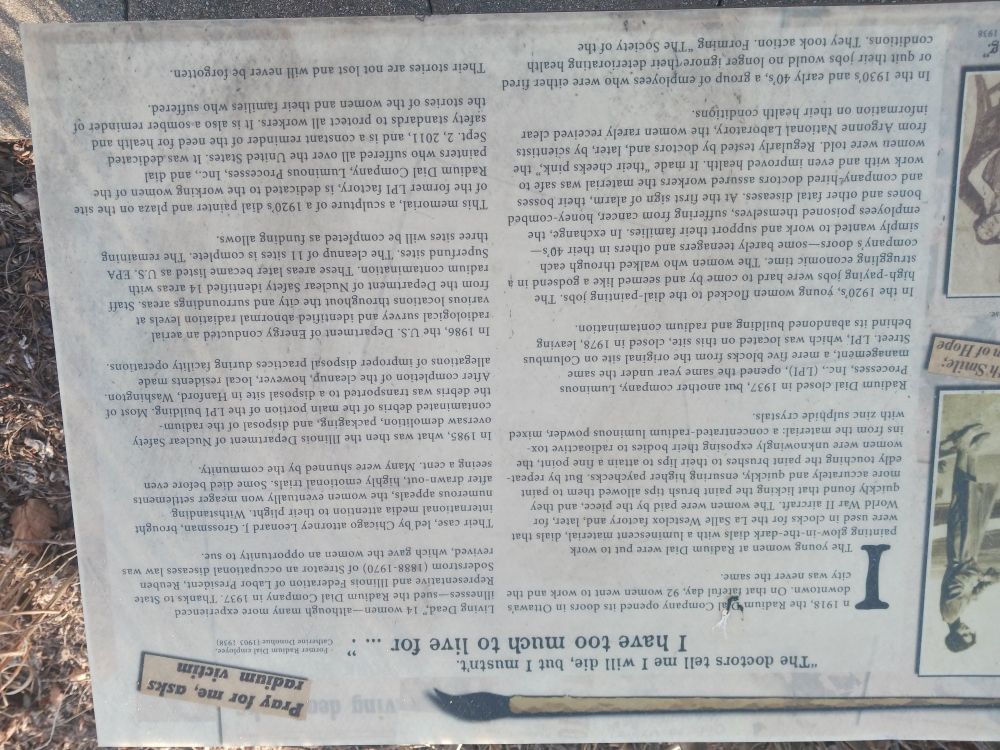 Pray for me, asks
radium victim
"The doctors tell me I will die, but I mustn't.
I have too much to live for ... ."
- Former Radium Dial employee,
Catherine Donohue (1903-1938)
In 1918, the Radium Dial Company opened its doors in Ottawa's
downtown. On that fateful day, 92 women went to work and the
city was never the same.
The young women at Radium Dial were put to work
painting glow-in-the-dark dials with a luminescent material, dials that
were used in clocks for the La Salle Westclox factory and, later, for
World War II aircraft. The women were paid by the piece, and they
quickly found that licking the paint brush tips allowed them to paint
more accurately and quickly, ensuring higher paychecks. But by repeat-
edly touching the paint brushes to their lips to attain a fine point, the
women were unknowingly exposing their bodies to radioactive tox-
ins from the material: a concentrated-radium luminous powder, mixed
with zinc sulphide crystals.
Radium Dial closed in 1937, but another company, Luminous
Processes, Inc., (LPI), opened the same year under the same
management, a mere five blocks from the original site on Columbus
Street. LPI, which was located on this site, closed in 1978, leaving
behind its abandoned building and radium contamination.
In the 1920's, young women flocked to the dial-painting jobs. The
high-paying jobs were hard to come by and seemed like a godsend in a
struggling economic time. The women who walked through each
company's doors—some barely teenagers and others in their 40's—
simply wanted to work and support their families. In exchange, the
employees poisoned themselves, suffering from cancer, honey-combed
bones and other fatal diseases. At the first sign of alarm, their bosses
and company-hired doctors assured workers the material was safe to
work with and even improved health. It made "their cheeks pink" the
women were told. Regularly tested by doctors and, later, by scientists
from Argonne National Laboratory, the women rarely received clear
information on their health conditions.
In the 1930's and early 40's, a group of employees who were either fired
or quit their jobs would no longer ignore their deteriorating health
conditions. They took action. Forming "The Society of the
Living Dead," 14 women—although many more experienced
illnesses—sued the Radium Dial Company in 1937. Thanks to State
Representative and Illinois Federation of Labor President, Reuben
Soderstrom (1888-1970) of Streator an occupational diseases law was
revived, which gave the women an opportunity to sue.
Their case, led by Chicago attorney Leonard J. Grossman, brought
international media attention to their plight. Withstanding
numerous appeals, the women eventually won meager settlements
after drawn-out, highly emotional trials. Some died before even
seeing a cent. Many were shunned by the community.
In 1985, what was then the Illinois Department of Nuclear Safety
oversaw demolition, packaging, and disposal of the radium-
contaminated debris of the main portion of the LPI building. Most of
the debris was transported to a disposal site in Hanford, Washington.
After completion of the cleanup, however, local residents made
allegations of improper disposal practices during facility operations.
In 1986, the U.S. Department of Energy conducted an aerial
radiological survey and identified abnormal radiation levels at
various locations throughout the city and surroundings areas. Staff
from the Department of Nuclear Safety identified 14 areas with
radium contamination. These areas later became listed as U.S. EPA
Superfund sites. The cleanup of 11 sites is complete. The remaining
three sites will be completed as funding allows.
This memorial, a sculpture of a 1920's dial painter and plaza on the site
of the former LPI factory, is dedicated to the working women of the
Radium Dial Company, Luminous Processes, Inc, and dial
painters who suffered all over the United States. It was dedicated
Sept. 2, 2011, and is a constant reminder of the need for health and
safety standards to protect all workers. It is also a somber reminder of
the stories of the women and their families who suffered.
Their stories are not lost and will never be forgotten.
th Smile;
of Hope
1938